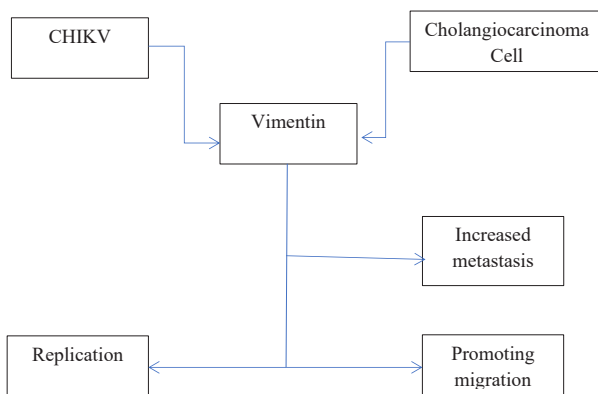 CHIKV
Cholangiocarcinoma
Cell
Vimentin
Increased
metastasis
Replication
Promoting
migration